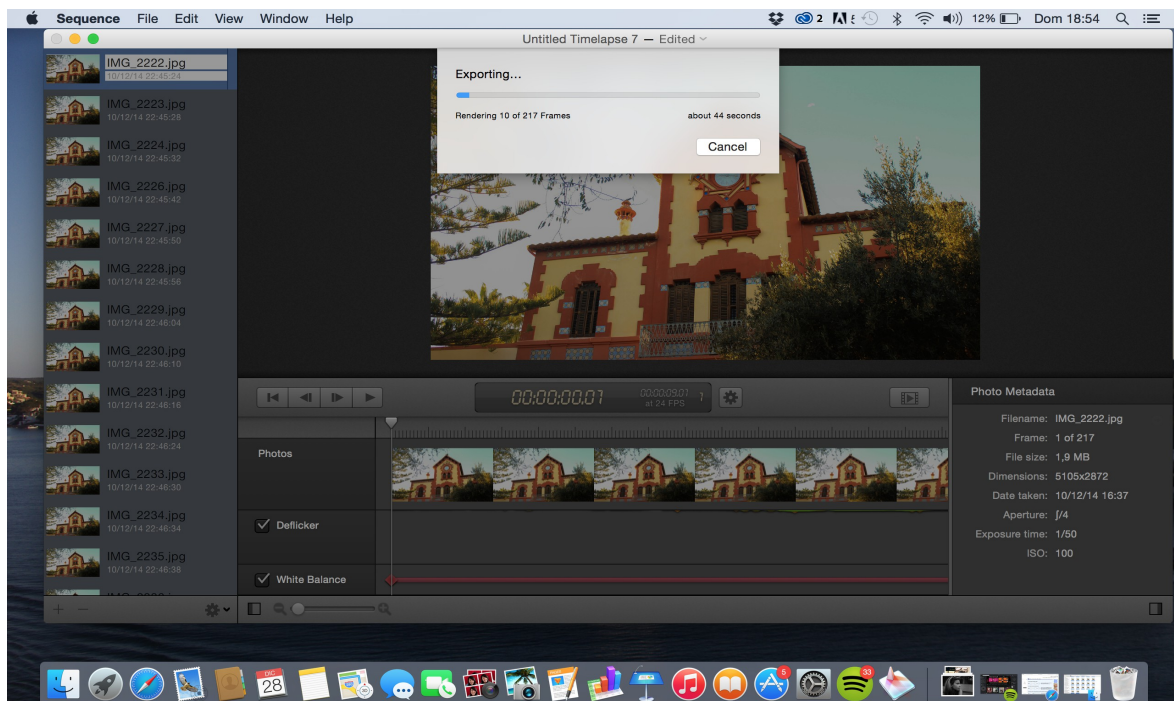 Sequence File Edit View Window Help 2 12% Dom 18:54
Untitled Timelapse 7 — Edited
IMG_2222.jpg
10/12/14 22:45:24
IMG_2223.jpg
10/12/14 22:45:28
IMG_2224.jpg
10/12/14 22:45:32
IMG_2226.jpg
10/12/14 22:45:42
IMG_2227.jpg
10/12/14 22:45:50
IMG_2228.jpg
10/12/14 22:45:56
IMG_2229.jpg
10/12/14 22:46:04
IMG_2230.jpg
10/12/14 22:46:10
IMG_2231.jpg
10/12/14 22:46:16
IMG_2232.jpg
10/12/14 22:46:24
IMG_2233.jpg
10/12/14 22:46:30
IMG_2234.jpg
10/12/14 22:46:34
IMG_2235.jpg
10/12/14 22:46:38
Exporting...
Rendering 10 of 217 Frames about 44 seconds
Cancel
00:00:00.01
00:00:09.01
at 24 FPS
Photos
Deflicker
White Balance
Photo Metadata
Filename: IMG_2222.jpg
Frame: 1 of 217
File size: 1,9 MB
Dimensions: 5105x2872
Date taken: 10/12/14 16:37
Aperture: ƒ/4
Exposure time: 1/50
ISO: 100
DIC
28
5
33